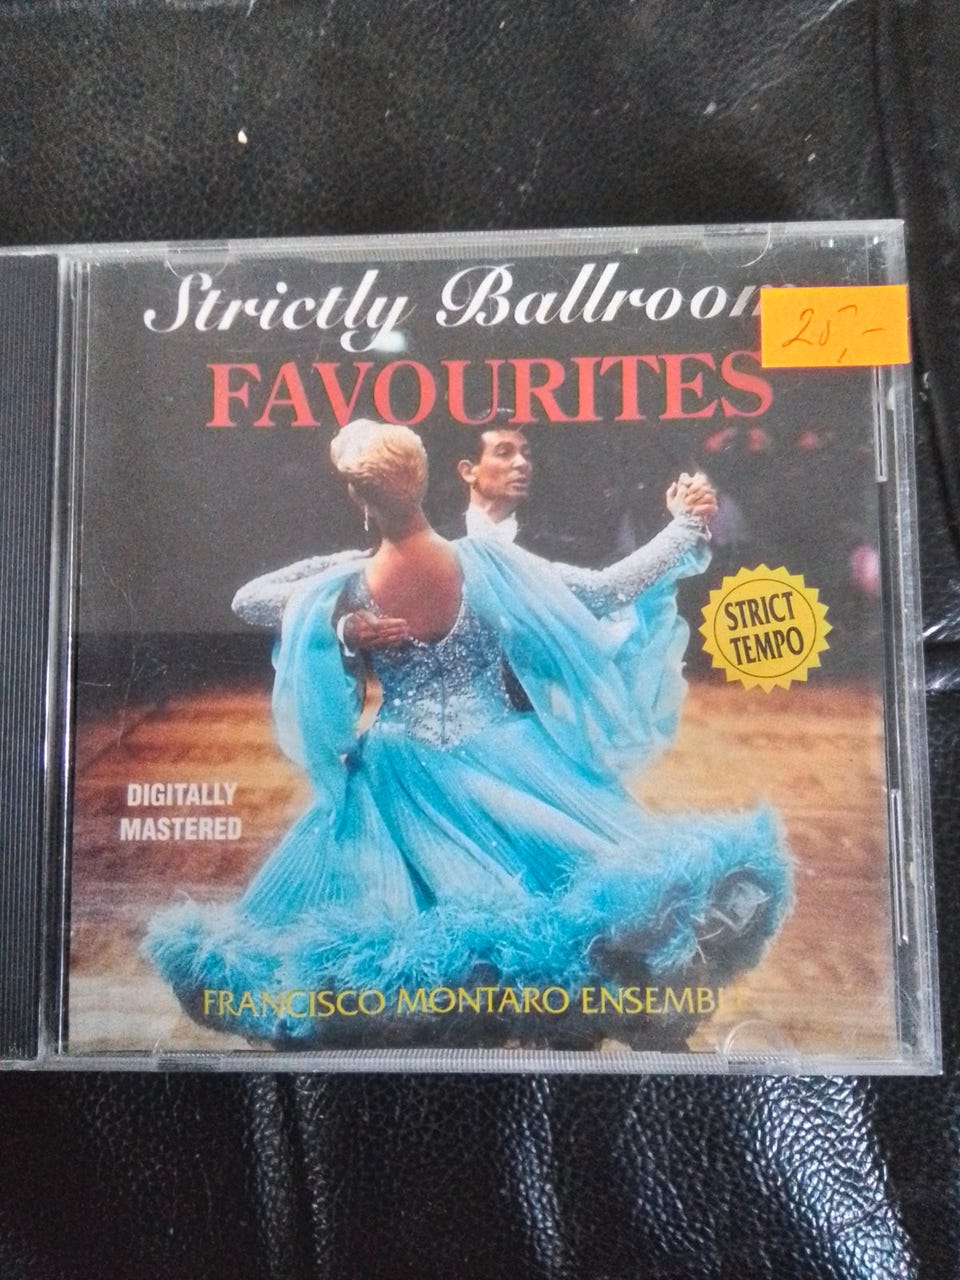 Strictly Ballroom
FAVOURITES
25,-
STRICT
TEMPO
DIGITALLY
MASTERED
FRANCISCO MONTARO ENSEMBLE